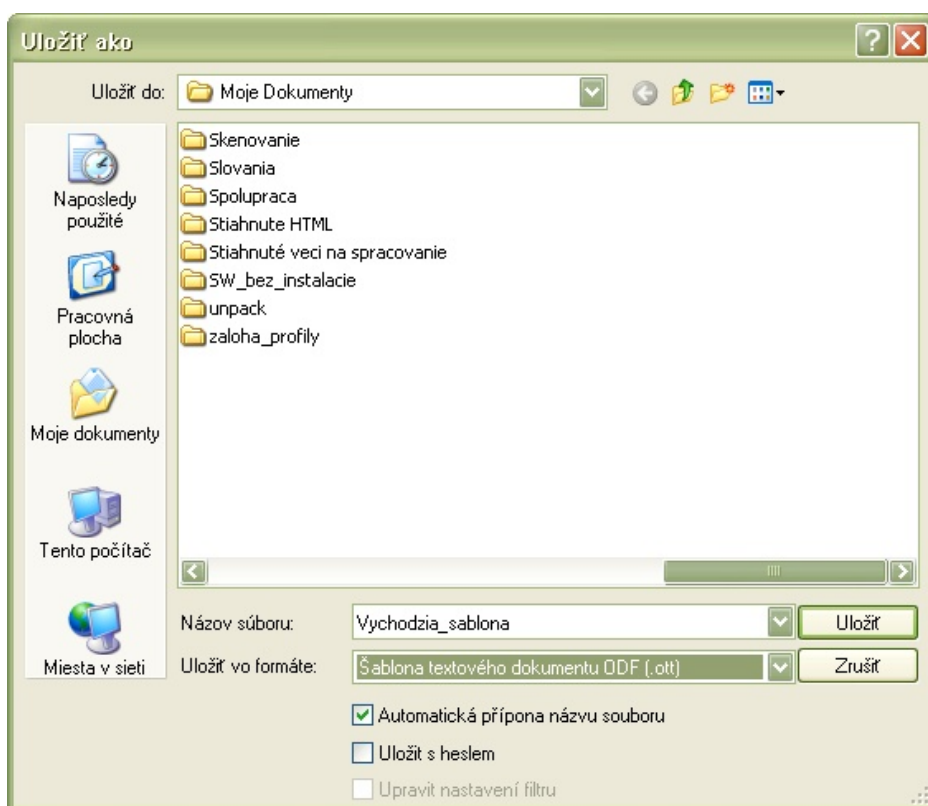 Uložiť ako
Uložiť do:
Moje Dokumenty
Naposledy
použité
Pracovná
plocha
Moje dokumenty
Tento počítač
Miesta v sieti
Skenovanie
Slovania
Spolupraca
Stiahnute HTML
Stiahnuté veci na spracovanie
SW_bez_instalacie
unpack
zaloha_profily
Názov súboru:
Vychodzia_sablona
Uložiť
Uložiť vo formáte:
Šablona textového dokumentu ODF (.ott)
Zrušiť
Automatická přípona názvu souboru
Uložit s heslem
Upravit nastavení filtru